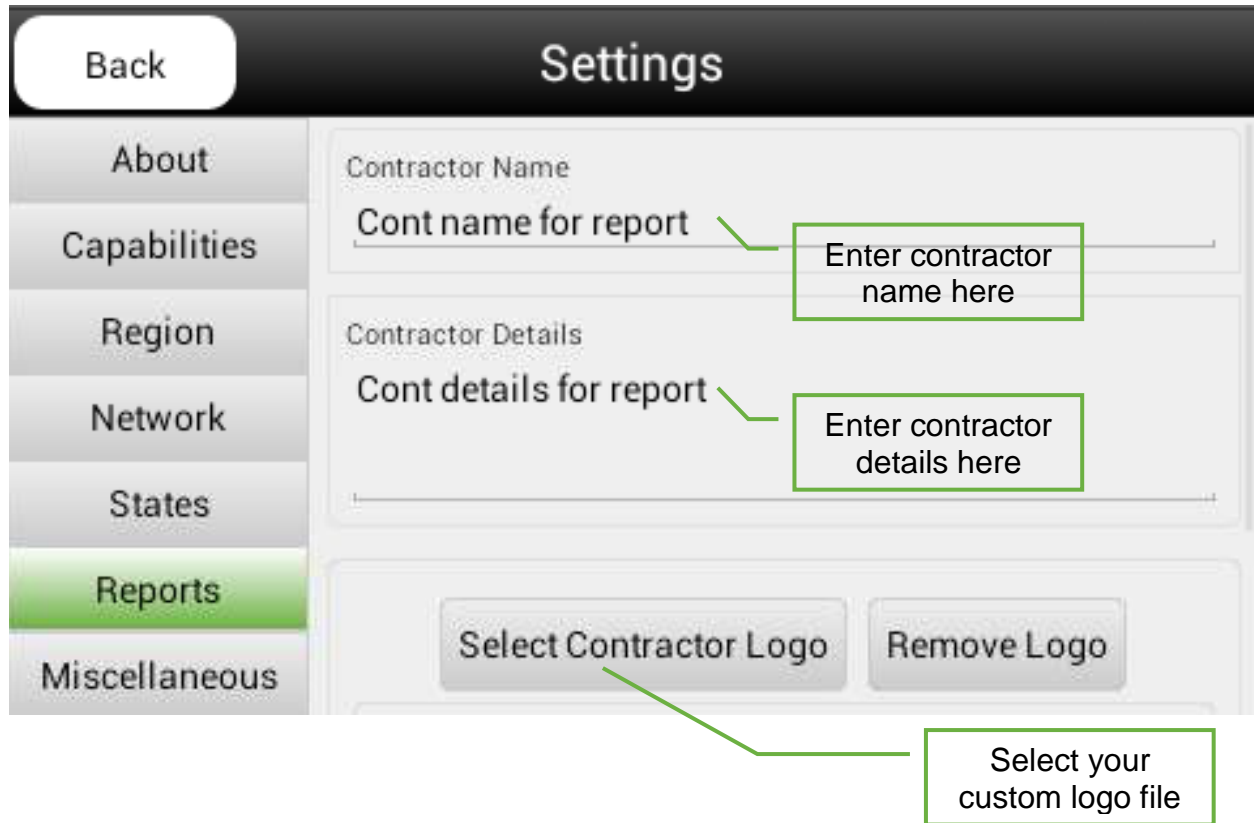 Back
Settings
About
Capabilities
Region
Network
States
Reports
Miscellaneous
Contractor Name
Cont name for report
Enter contractor
name here
Contractor Details
Cont details for report
Enter contractor
details here
Select Contractor Logo
Remove Logo
Select your
custom logo file